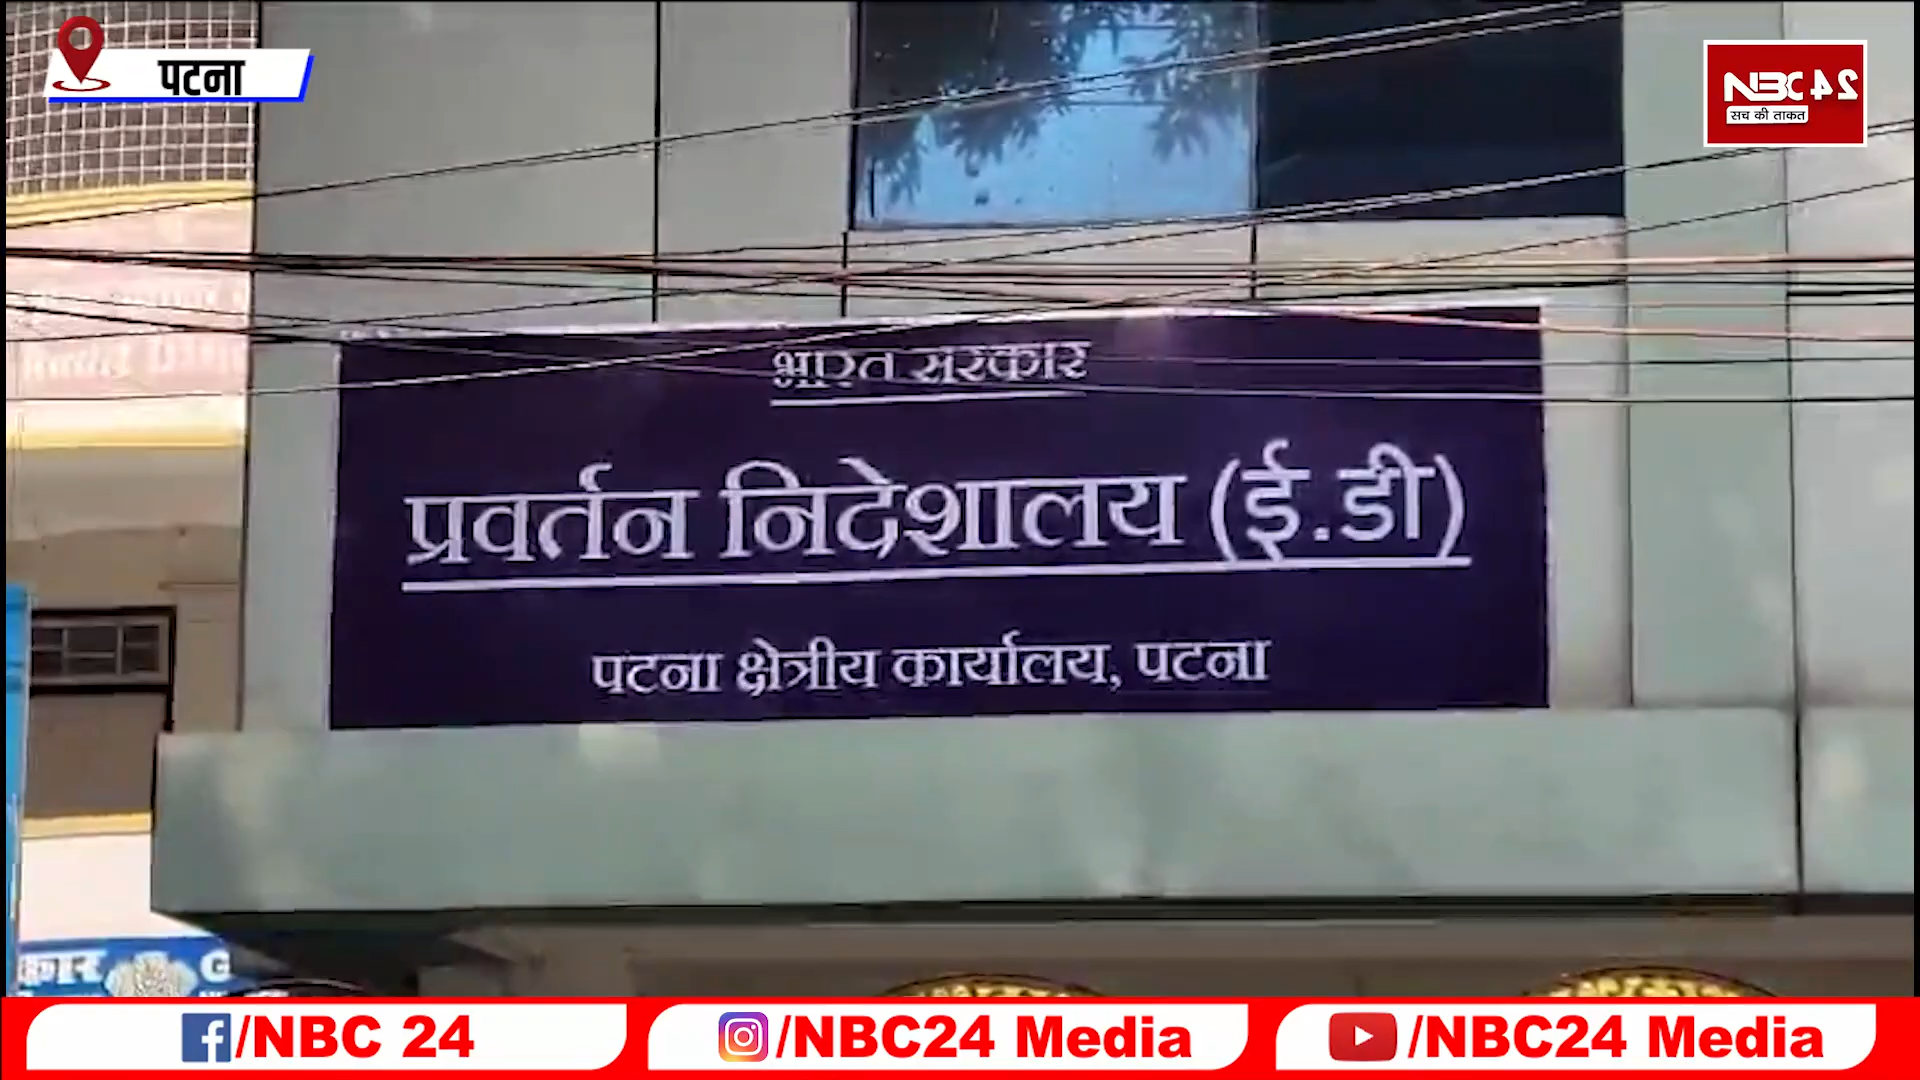 पटना
NBC 24
सच की ताकत
भारत सरकार
प्रवर्तन निदेशालय (ई.डी)
पटना क्षेत्रीय कार्यालय, पटना
/NBC 24
/NBC24 Media
/NBC24 Media